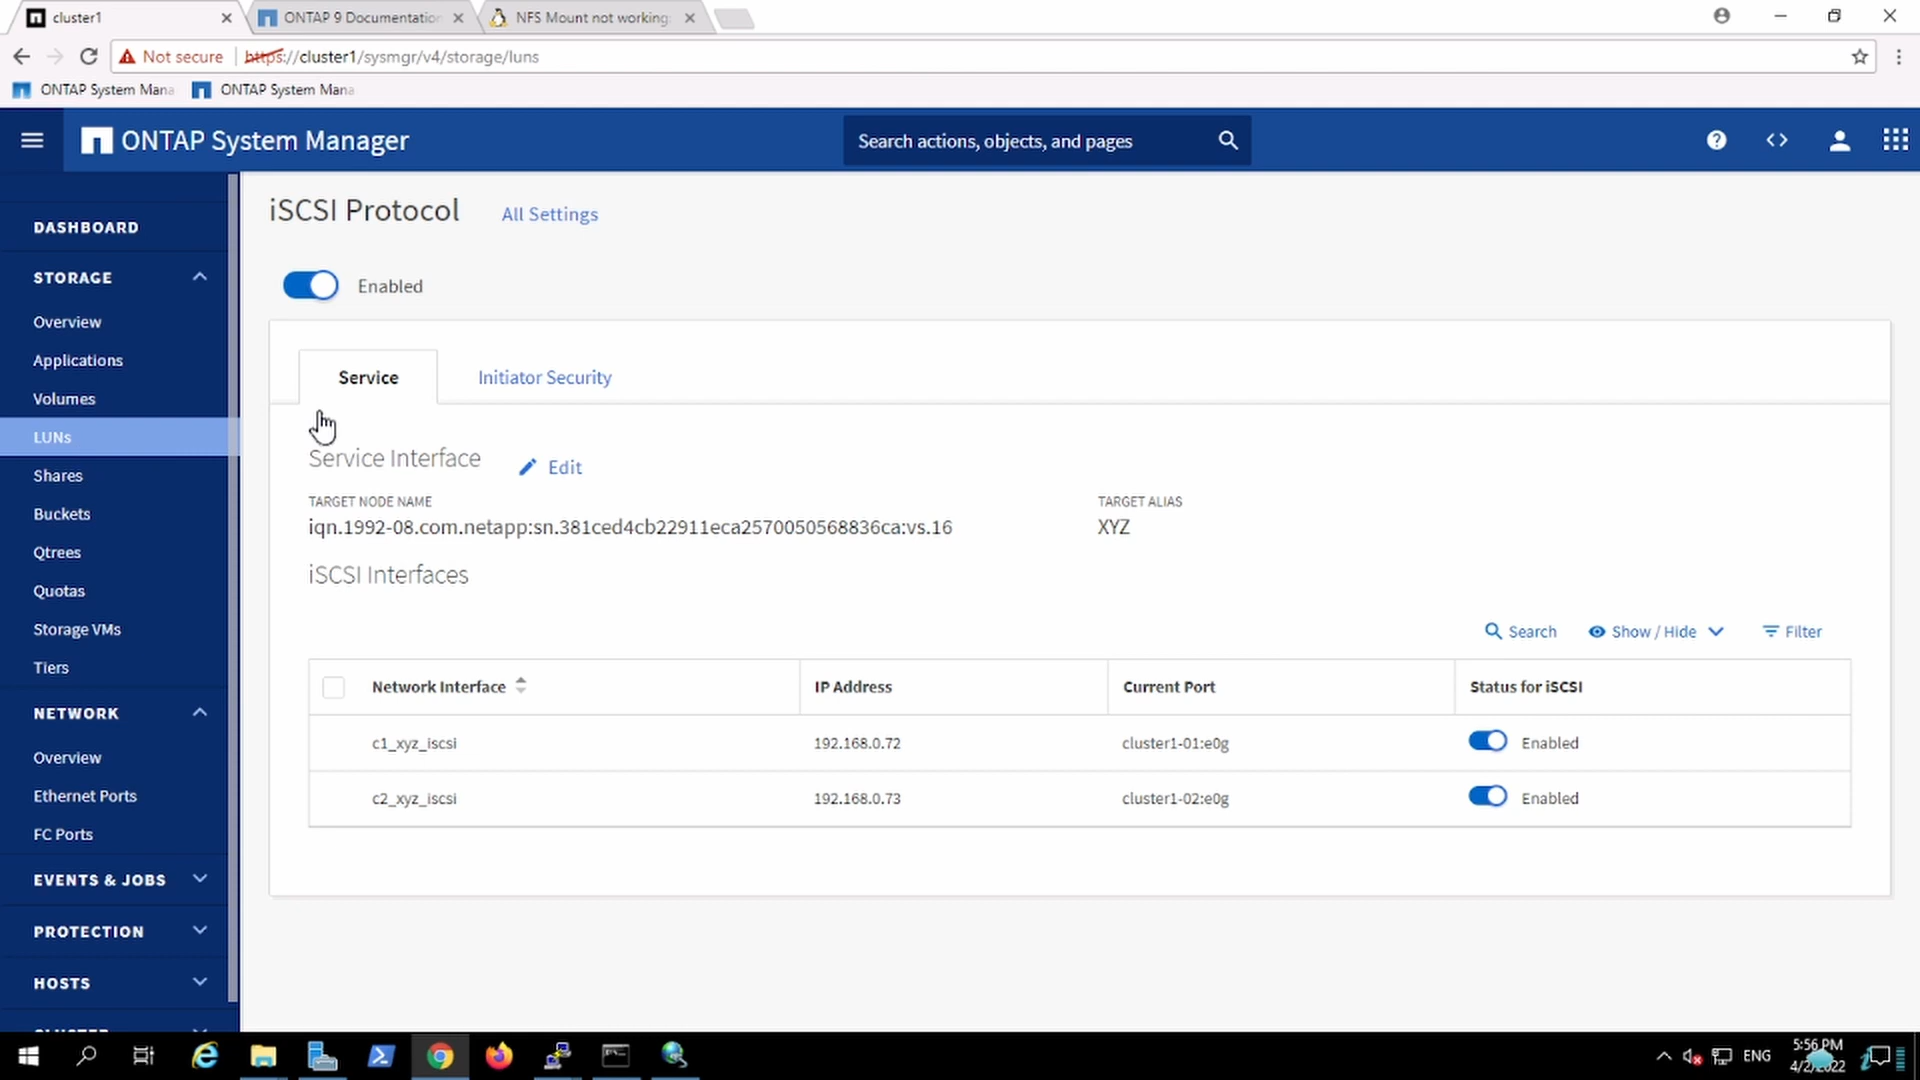 cluster1
ONTAP 9 Documentation
NFS Mount not working:
Not secure
https://cluster1/sysmgr/v4/storage/luns
ONTAP System Mana
ONTAP System Mana
ONTAP System Manager
Search actions, objects, and pages
DASHBOARD
STORAGE
Overview
Applications
Volumes
LUNs
Shares
Buckets
Qtrees
Quotas
Storage VMs
Tiers
NETWORK
Overview
Ethernet Ports
FC Ports
EVENTS & JOBS
PROTECTION
HOSTS
CLUSTER
iSCSI Protocol
All Settings
Enabled
Service
Initiator Security
Service Interface
Edit
TARGET NODE NAME
iqn.1992-08.com.netapp:sn.381ced4cb22911eca2570050568836ca:vs.16
TARGET ALIAS
XYZ
iSCSI Interfaces
Search
Show / Hide
Filter
Network Interface
IP Address
Current Port
Status for iSCSI
c1_xyz_iscsi
192.168.0.72
cluster1-01:e0g
Enabled
c2_xyz_iscsi
192.168.0.73
cluster1-02:e0g
Enabled
ENG
5:56 PM
4/2/2022